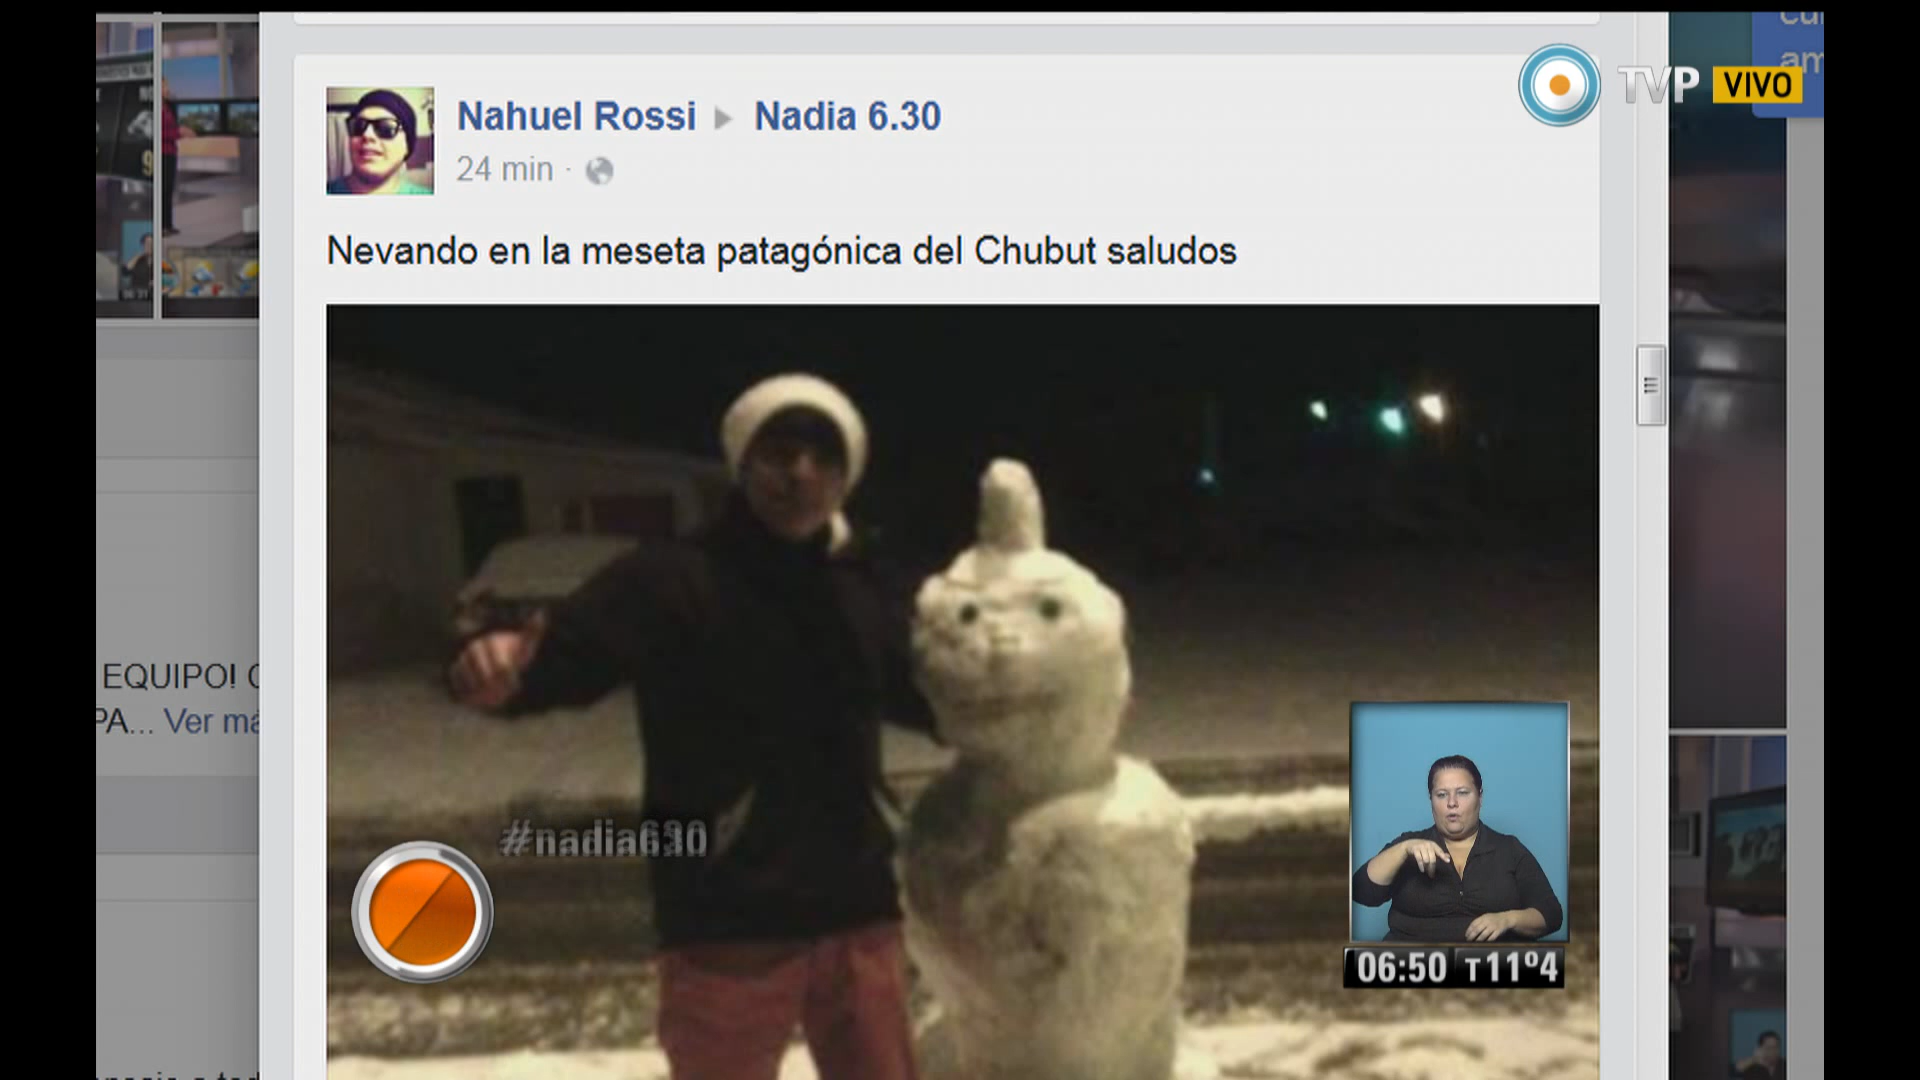 TVP VIVO
Nahuel Rossi ▸ Nadia 6.30
24 min ·
Nevando en la meseta patagónica del Chubut saludos
EQUIPO!
PA... Ver má
#nadia630
06:50 T11º4